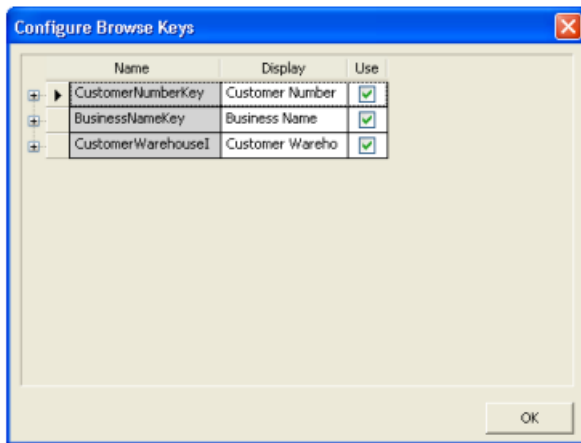 Configure Browse Keys
Name Display Use
CustomerNumberKey Customer Number
BusinessNameKey Business Name
CustomerWarehouseI Customer Wareho
OK